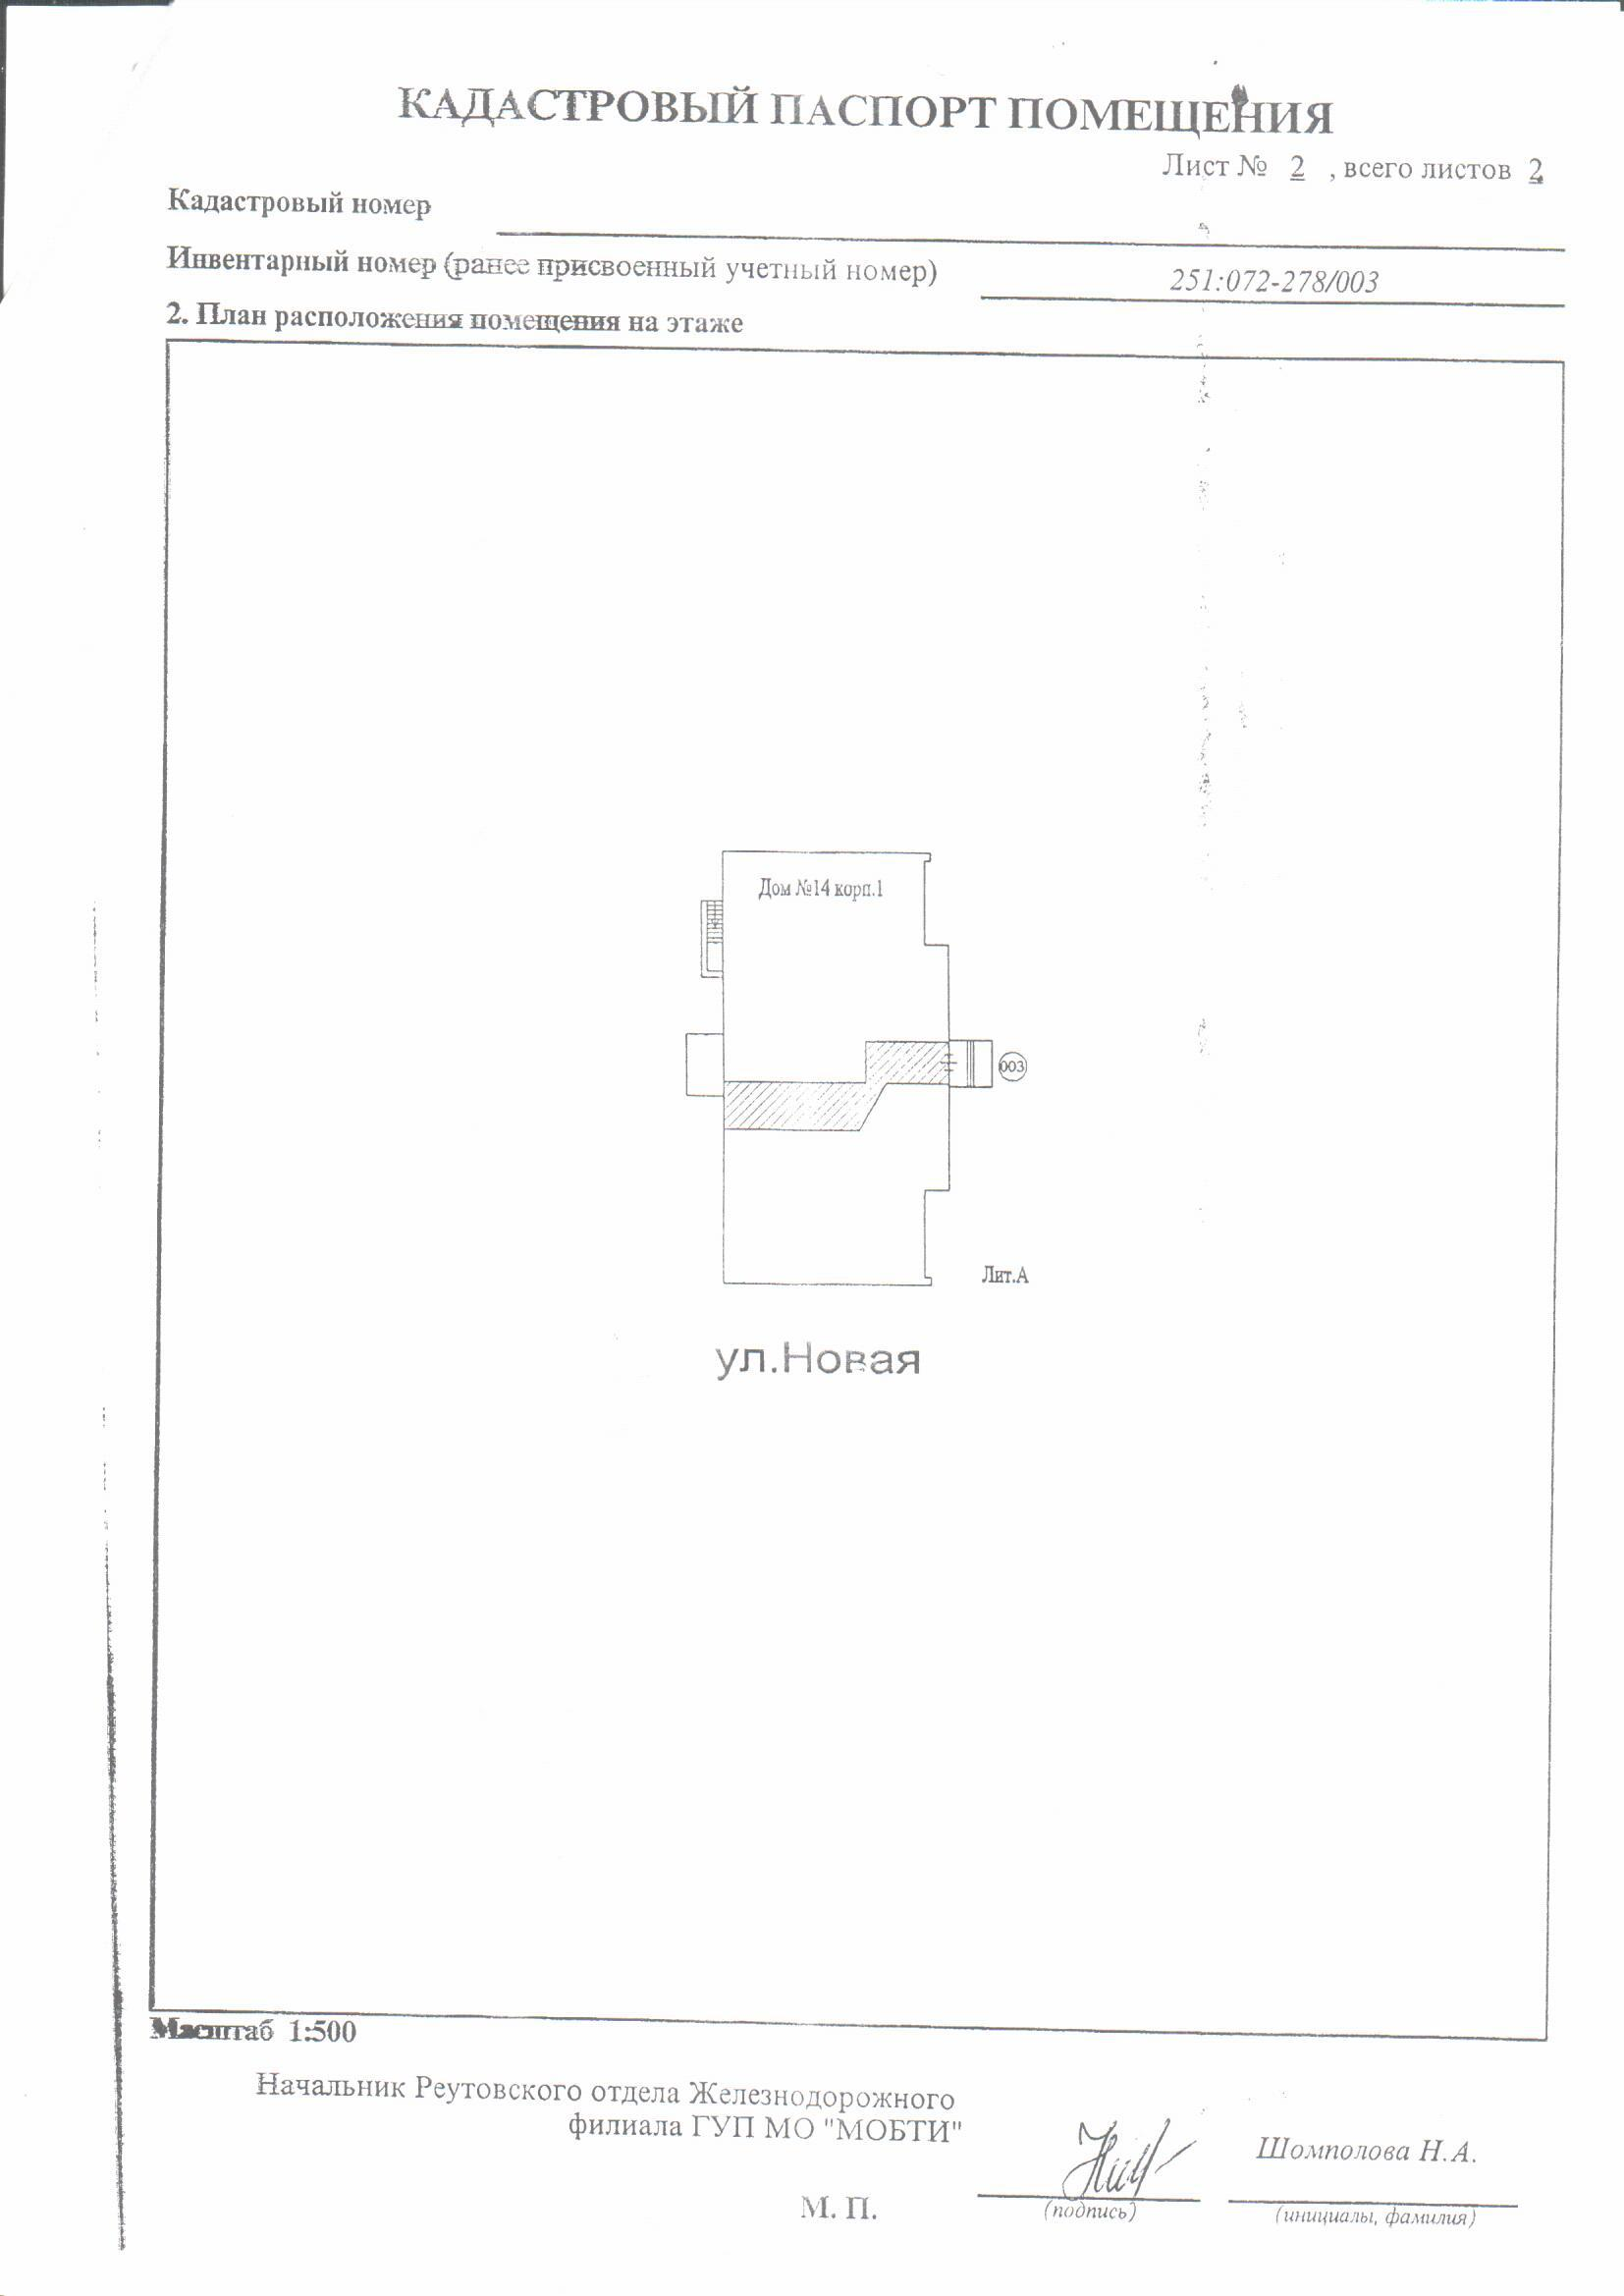 КАДАСТРОВЫЙ ПАСПОРТ ПОМЕЩЕНИЯ
Лист № 2 , всего листов 2
Кадастровый номер
Инвентарный номер (ранее присвоенный учетный номер) 251:072-278/003
2. План расположения помещения на этаже
Дом №14 корп.1
003
Лит.А
ул.Новая
Масштаб 1:500
Начальник Реутовского отдела Железнодорожного
филиала ГУП МО "МОБТИ"
Шомполова Н.А.
М. П.
(подпись)
(инициалы, фамилия)